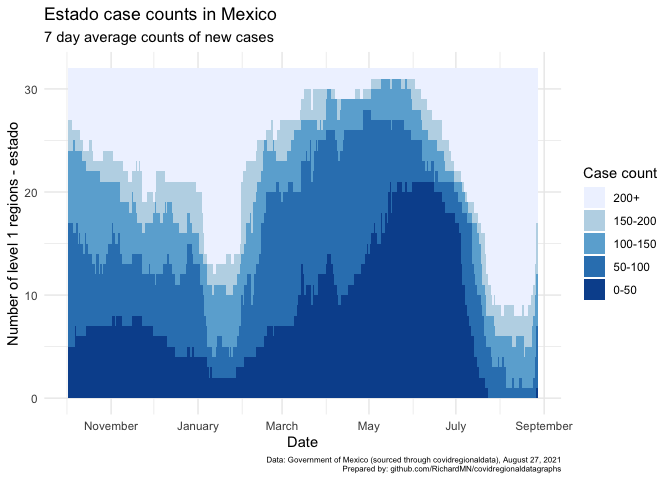 Estado case counts in Mexico
7 day average counts of new cases
Number of level 1 regions - estado
30
20
10
0
November
January
March
May
July
September
Date
Case count
200+
150-200
100-150
50-100
0-50
Data: Government of Mexico (sourced through covidregionaldata), August 27, 2021
Prepared by: github.com/RichardMN/covidregionaldatagraphs